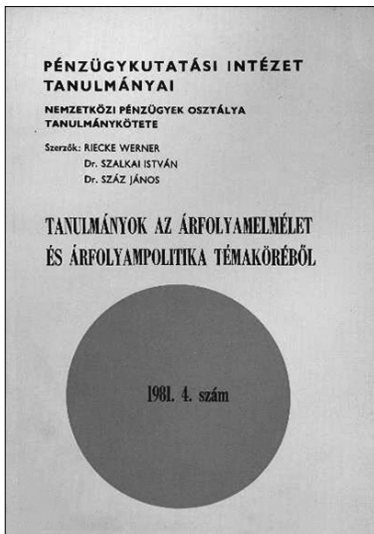 PÉNZÜGYKUTATÁSI INTÉZET
TANULMÁNYAI
NEMZETKÖZI PÉNZÜGYEK OSZTÁLYA
TANULMÁNYKÖTETE
Szerzők: RIECKE WERNER
Dr. SZALKAI ISTVÁN
Dr. SZÁZ JÁNOS
TANULMÁNYOK AZ ÁRFOLYAMELMÉLET
ÉS ÁRFOLYAMPOLITIKA TÉMAKÖRÉBŐL
1981. 4. szám